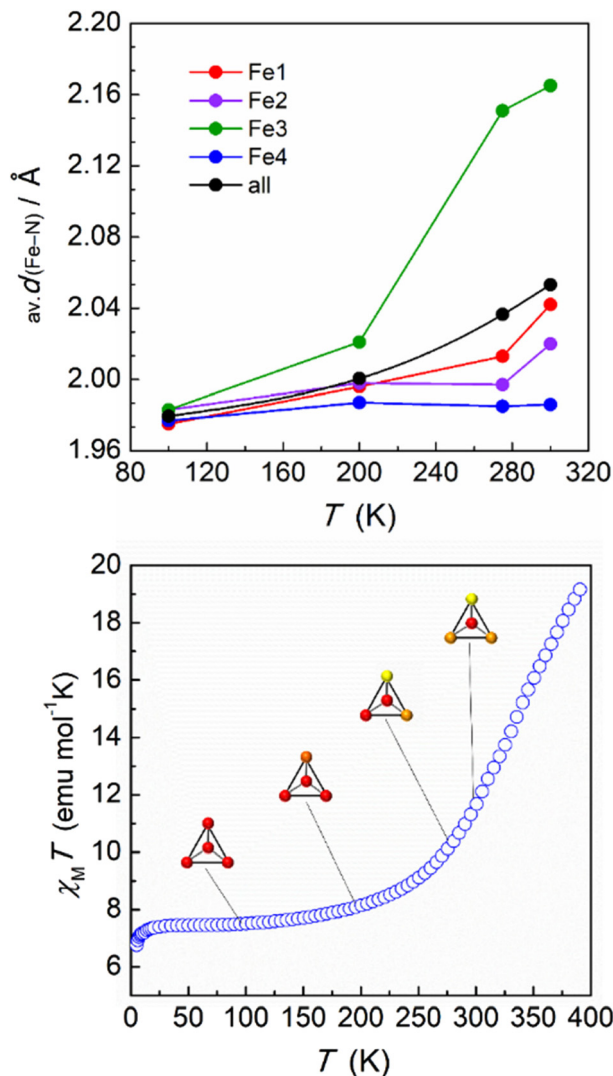 2.20
2.16
2.12
2.08
2.04
2.00
1.96
av.d(Fe–N) / Å
Fe1
Fe2
Fe3
Fe4
all
80 120 160 200 240 280 320
T (K)
20
18
16
14
12
10
8
6
χM T (emu mol⁻¹K)
0 50 100 150 200 250 300 350 400
T (K)